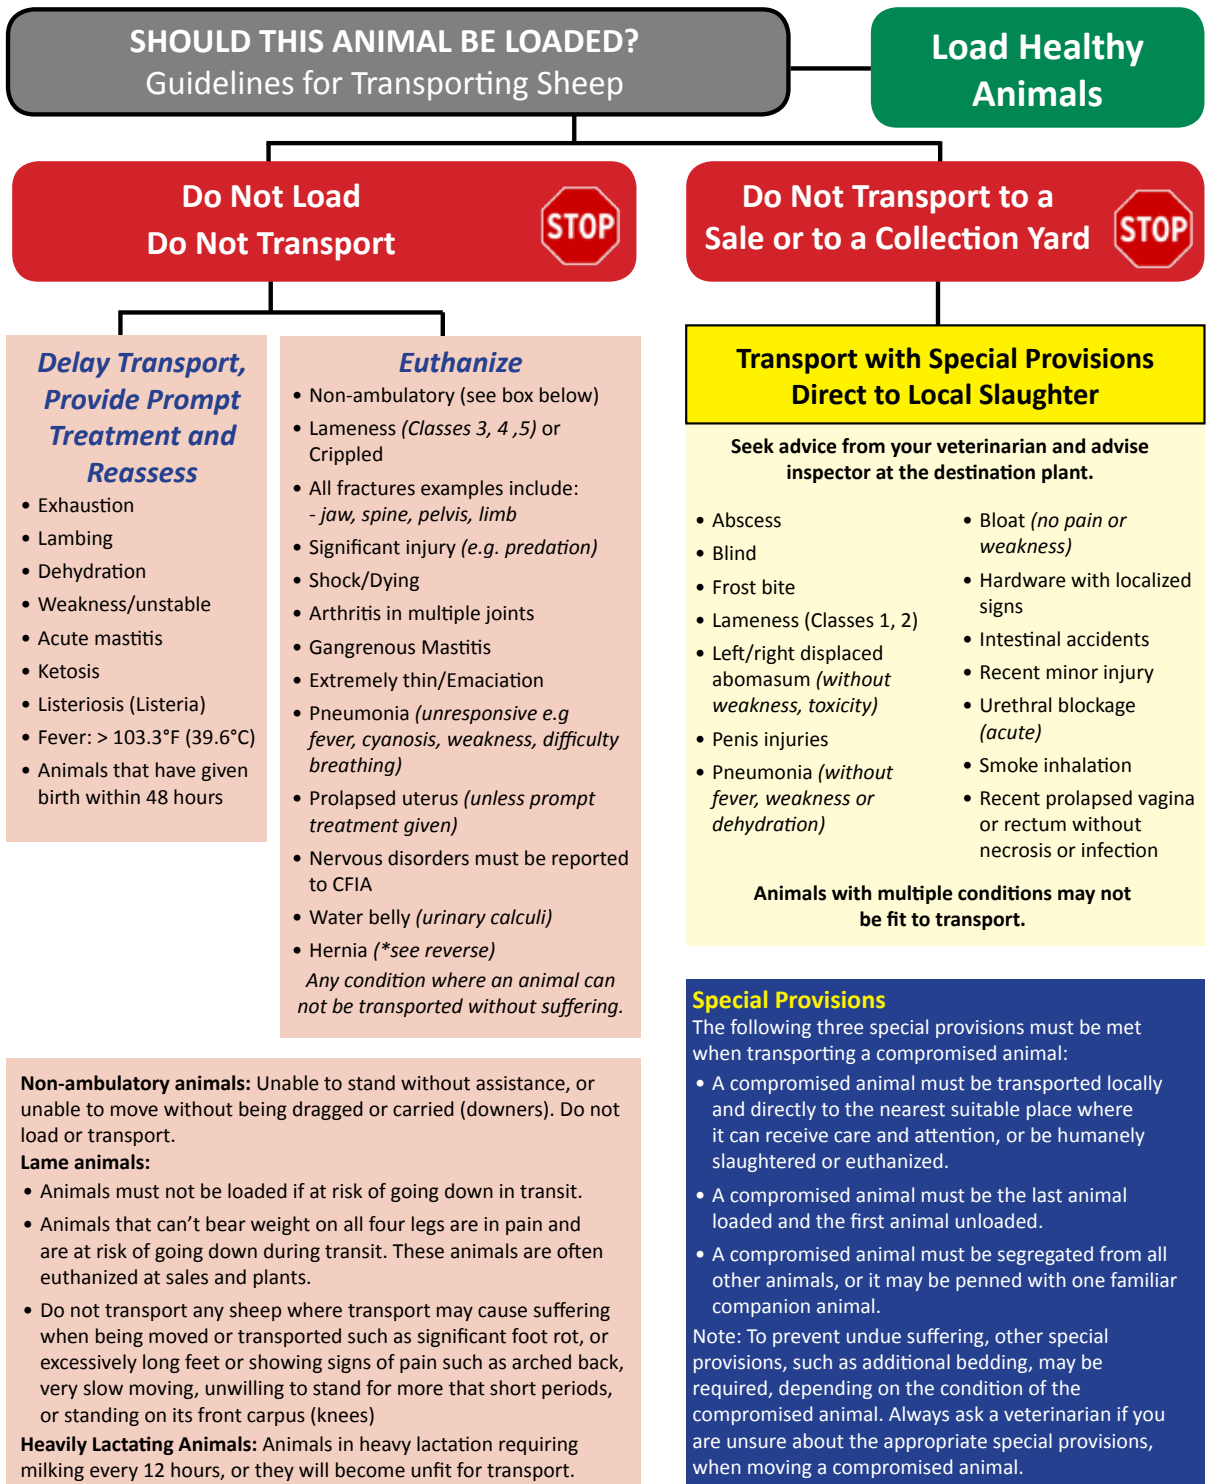 SHOULD THIS ANIMAL BE LOADED?
Guidelines for Transporting Sheep
Load Healthy
Animals
Do Not Load
Do Not Transport
STOP
Do Not Transport to a
Sale or to a Collection Yard
STOP
Delay Transport,
Provide Prompt
Treatment and
Reassess
• Exhaustion
• Lambing
• Dehydration
• Weakness/unstable
• Acute mastitis
• Ketosis
• Listeriosis (Listeria)
• Fever: > 103.3°F (39.6°C)
• Animals that have given
birth within 48 hours
Euthanize
• Non-ambulatory (see box below)
• Lameness (Classes 3, 4 ,5) or
Crippled
• All fractures examples include:
- jaw, spine, pelvis, limb
• Significant injury (e.g. predation)
• Shock/Dying
• Arthritis in multiple joints
• Gangrenous Mastitis
• Extremely thin/Emaciation
• Pneumonia (unresponsive e.g
fever, cyanosis, weakness, difficulty
breathing)
• Prolapsed uterus (unless prompt
treatment given)
• Nervous disorders must be reported
to CFIA
• Water belly (urinary calculi)
• Hernia (*see reverse)
Any condition where an animal can
not be transported without suffering.
Transport with Special Provisions
Direct to Local Slaughter
Seek advice from your veterinarian and advise
inspector at the destination plant.
• Abscess
• Blind
• Frost bite
• Lameness (Classes 1, 2)
• Left/right displaced
abomasum (without
weakness, toxicity)
• Penis injuries
• Pneumonia (without
fever, weakness or
dehydration)
• Bloat (no pain or
weakness)
• Hardware with localized
signs
• Intestinal accidents
• Recent minor injury
• Urethral blockage
(acute)
• Smoke inhalation
• Recent prolapsed vagina
or rectum without
necrosis or infection
Animals with multiple conditions may not
be fit to transport.
Non-ambulatory animals: Unable to stand without assistance, or
unable to move without being dragged or carried (downers). Do not
load or transport.
Lame animals:
• Animals must not be loaded if at risk of going down in transit.
• Animals that can’t bear weight on all four legs are in pain and
are at risk of going down during transit. These animals are often
euthanized at sales and plants.
• Do not transport any sheep where transport may cause suffering
when being moved or transported such as significant foot rot, or
excessively long feet or showing signs of pain such as arched back,
very slow moving, unwilling to stand for more that short periods,
or standing on its front carpus (knees)
Heavily Lactating Animals: Animals in heavy lactation requiring
milking every 12 hours, or they will become unfit for transport.
Special Provisions
The following three special provisions must be met
when transporting a compromised animal:
• A compromised animal must be transported locally
and directly to the nearest suitable place where
it can receive care and attention, or be humanely
slaughtered or euthanized.
• A compromised animal must be the last animal
loaded and the first animal unloaded.
• A compromised animal must be segregated from all
other animals, or it may be penned with one familiar
companion animal.
Note: To prevent undue suffering, other special
provisions, such as additional bedding, may be
required, depending on the condition of the
compromised animal. Always ask a veterinarian if you
are unsure about the appropriate special provisions,
when moving a compromised animal.